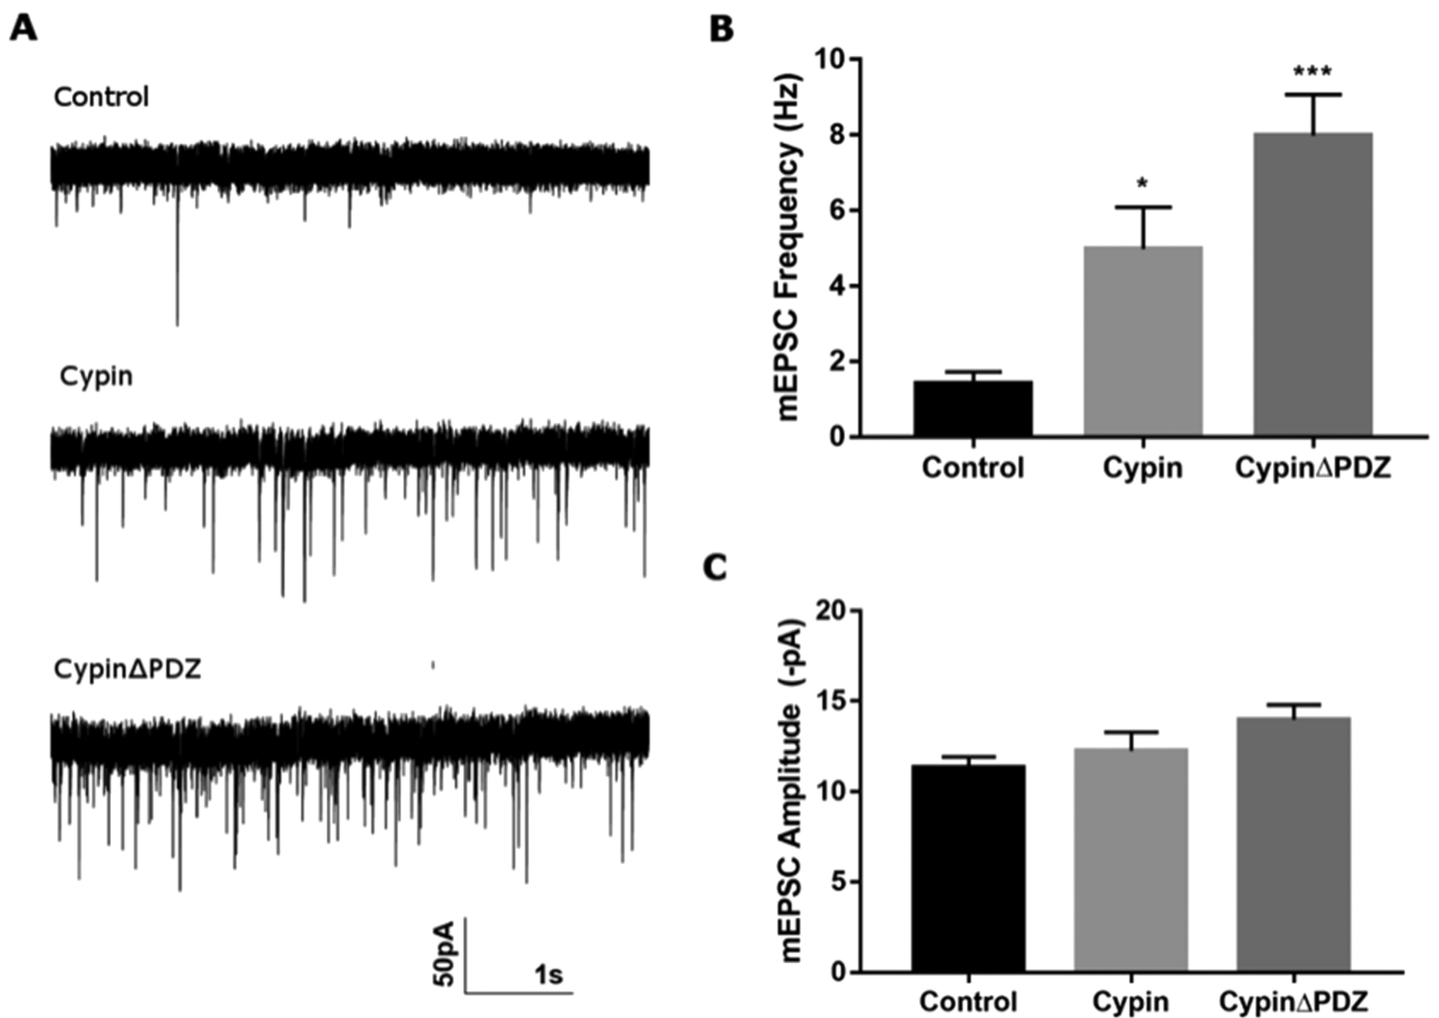 A
Control
Cypin
CypinΔPDZ
50pA
1s
B
mEPSC Frequency (Hz)
10
8
6
4
2
0
*
***
Control
Cypin
CypinΔPDZ
C
mEPSC Amplitude (-pA)
20
15
10
5
0
Control
Cypin
CypinΔPDZ